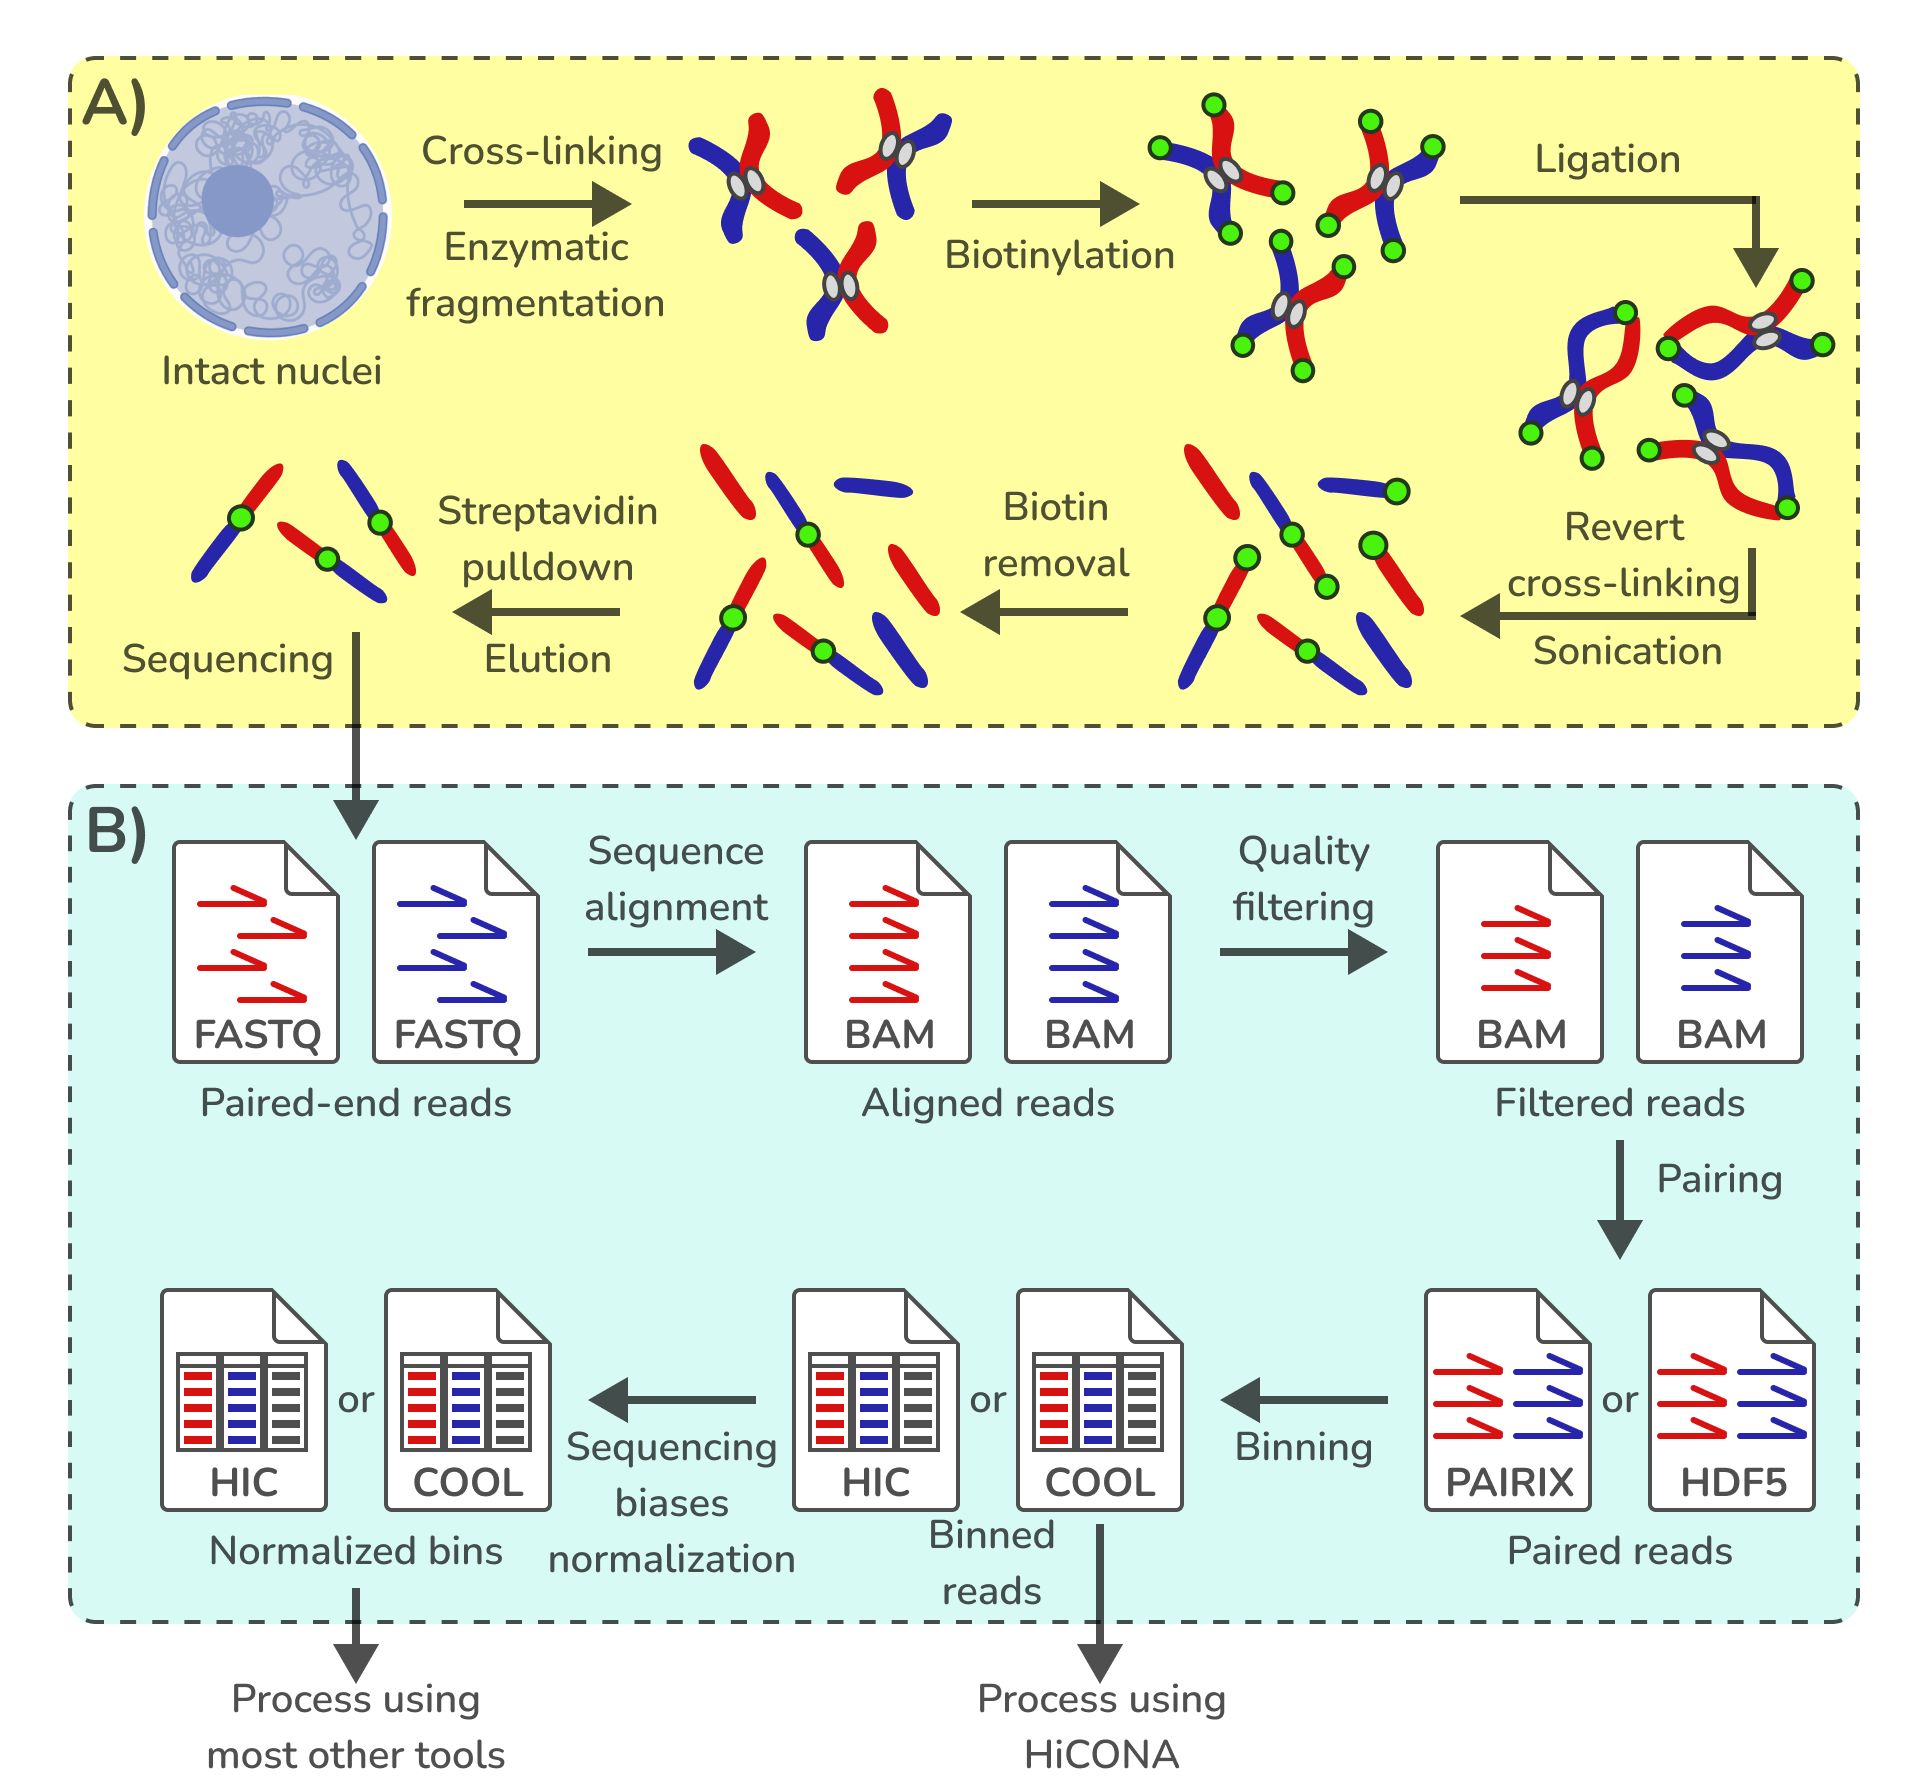 A)
Cross-linking
Enzymatic
fragmentation
Intact nuclei
Biotinylation
Ligation
Revert
cross-linking
Sonication
Biotin
removal
Streptavidin
pulldown
Elution
Sequencing
B)
FASTQ
FASTQ
Paired-end reads
Sequence
alignment
BAM
BAM
Aligned reads
Quality
filtering
BAM
BAM
Filtered reads
Pairing
PAIRIX
or
HDF5
Paired reads
Binning
HIC
or
COOL
Binned
reads
Sequencing
biases
normalization
HIC
or
COOL
Normalized bins
Process using
most other tools
Process using
HiCONA